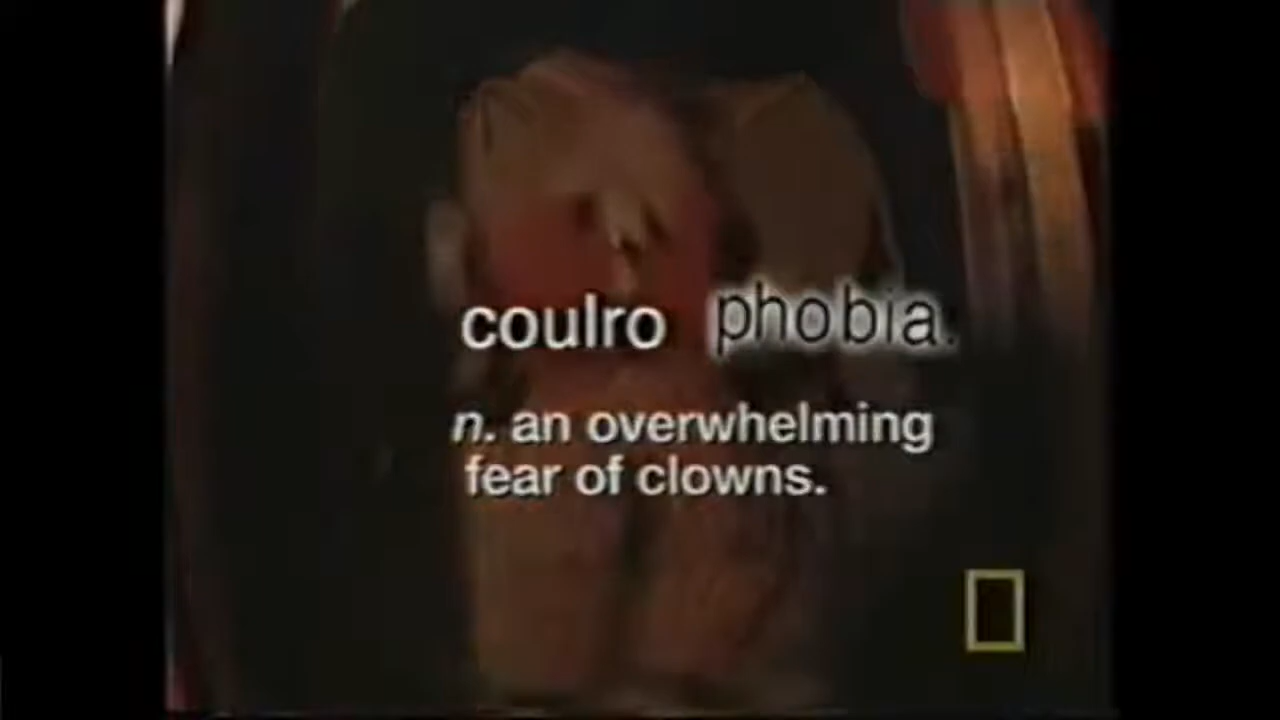 coulro phobia.
n. an overwhelming
fear of clowns.